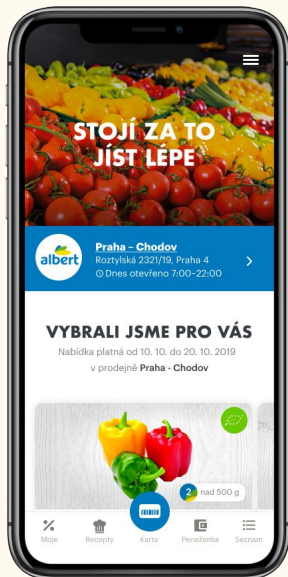 STOJÍ ZA TO
JÍST LÉPE
albert
Praha – Chodov
Roztylská 2321/19, Praha 4
Dnes otevřeno 7:00–22:00
VYBRALI JSME PRO VÁS
Nabídka platná od 10. 10. do 20. 10. 2019
v prodejně Praha - Chodov
2 nad 500 g
Moje
Recepty
Karta
Peneženka
Seznam